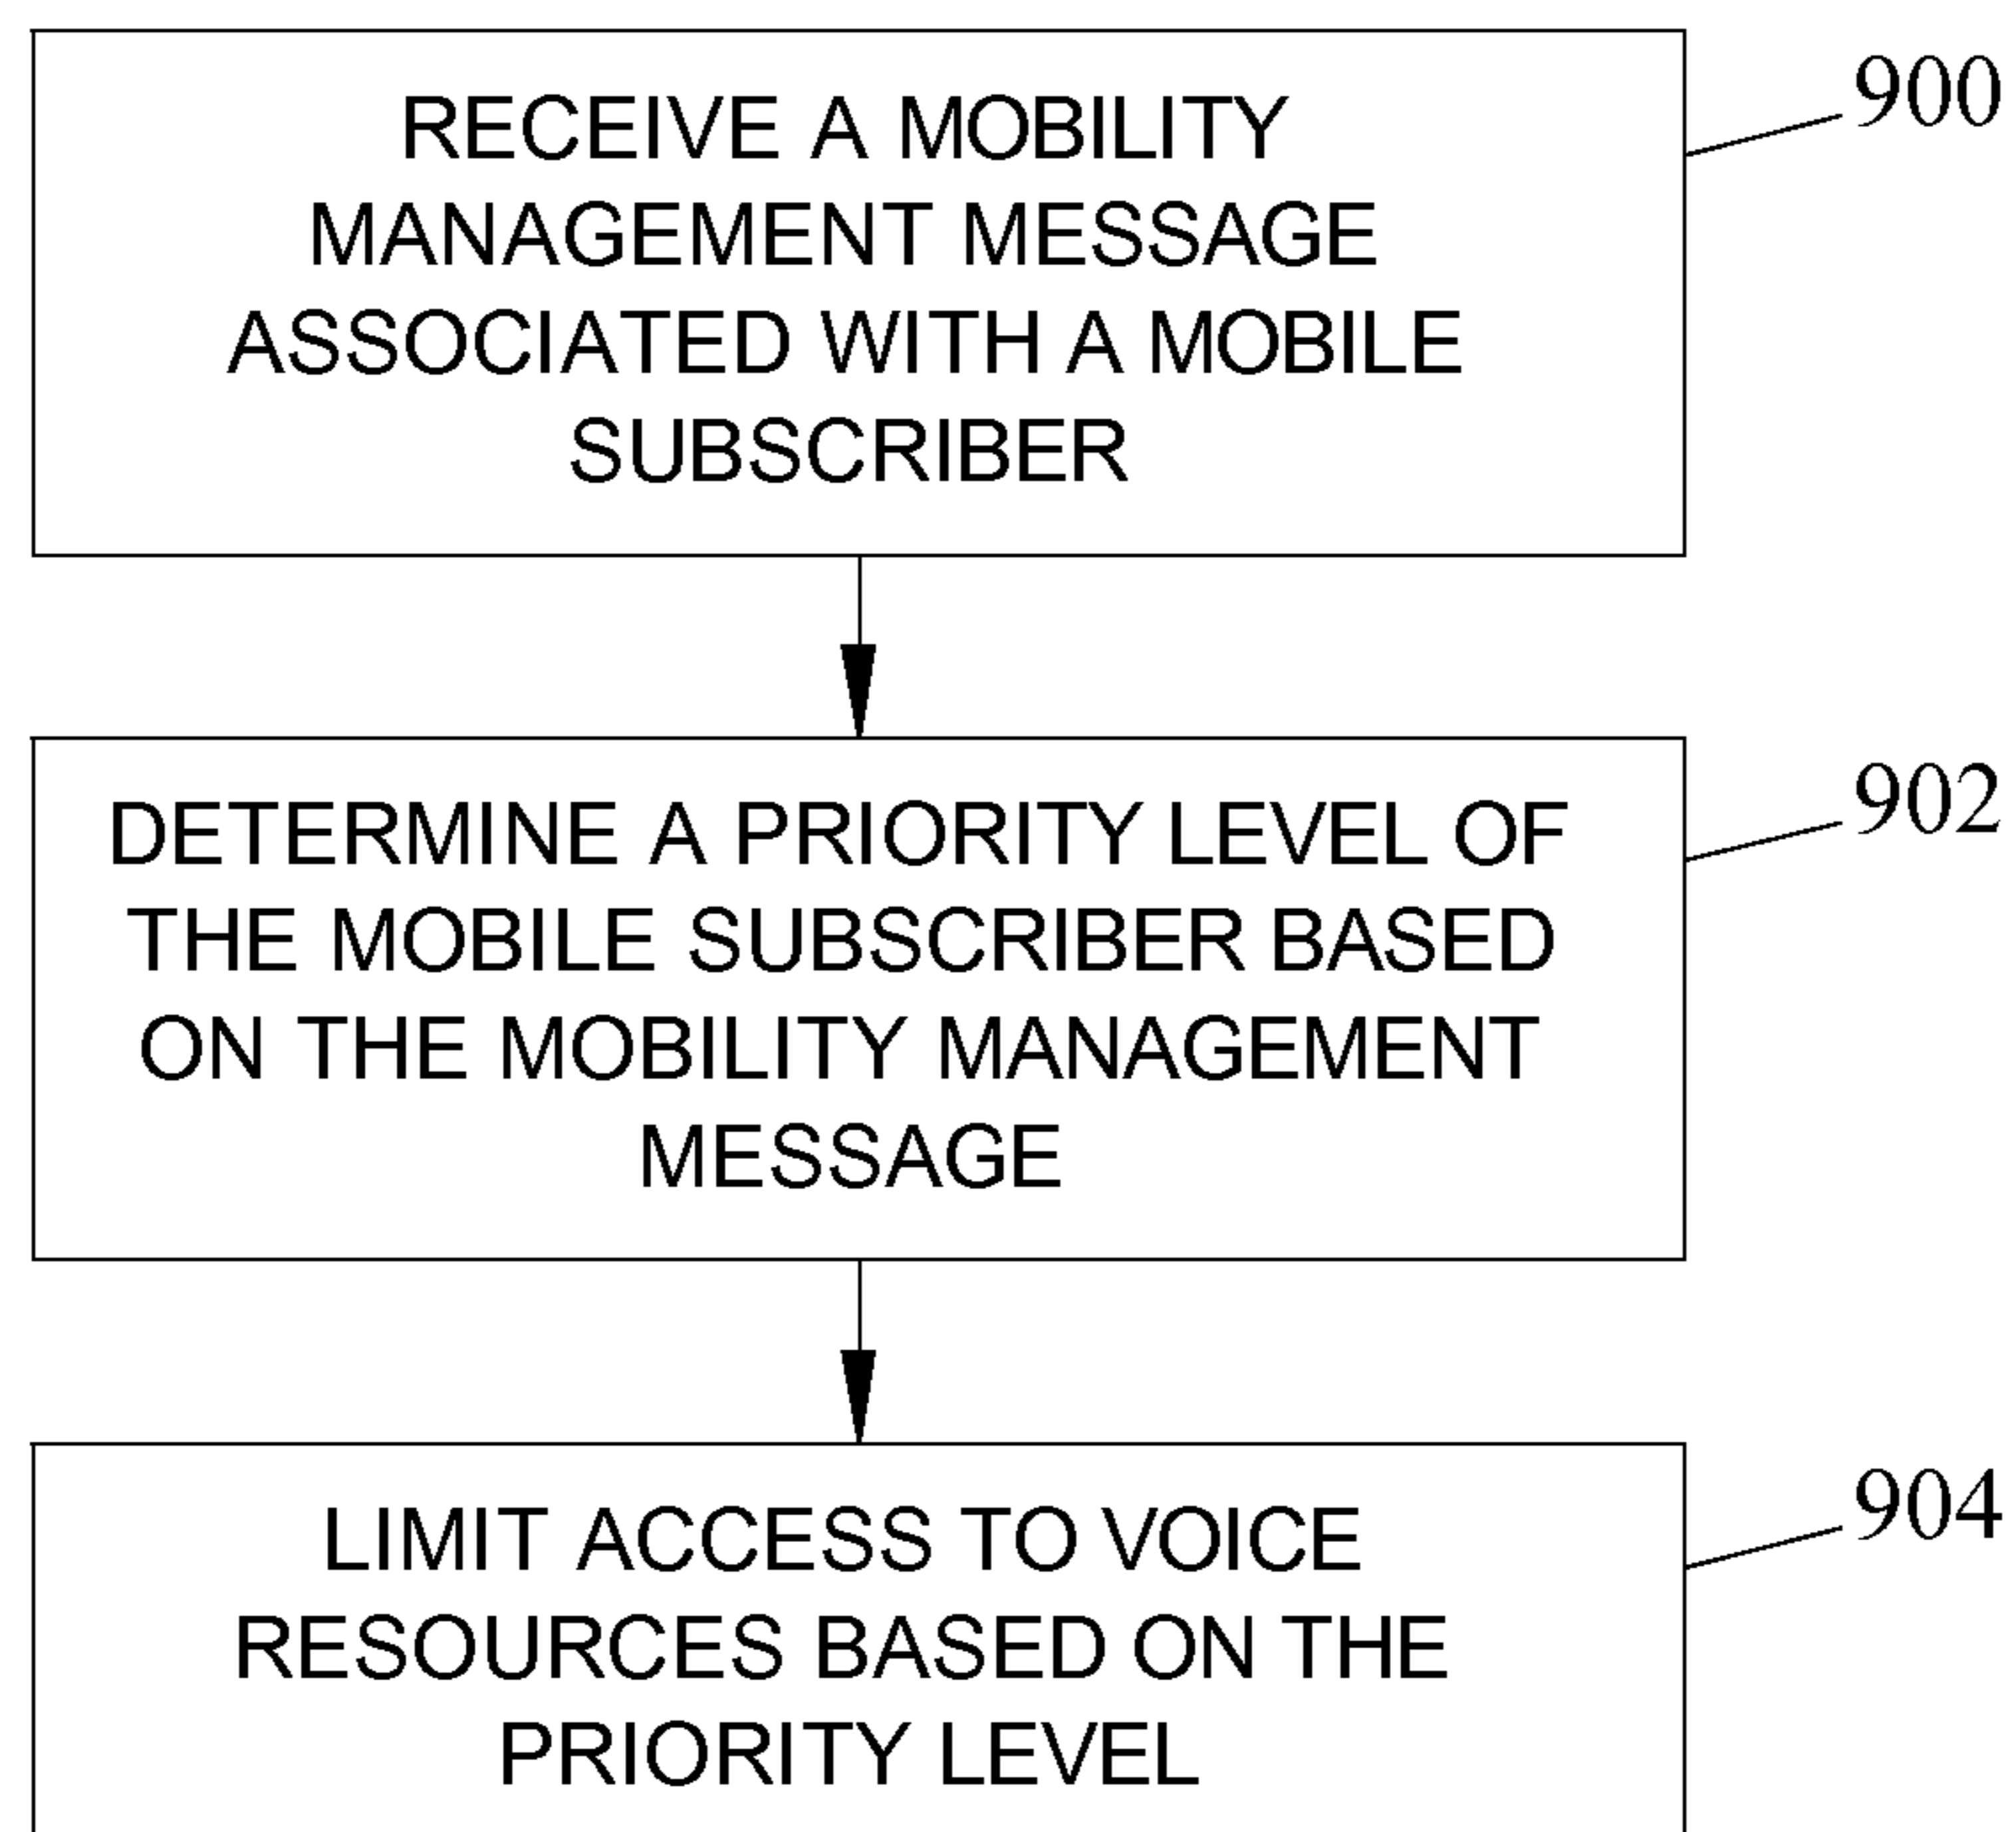 RECEIVE A MOBILITY
MANAGEMENT MESSAGE
ASSOCIATED WITH A MOBILE
SUBSCRIBER
900
DETERMINE A PRIORITY LEVEL OF
THE MOBILE SUBSCRIBER BASED
ON THE MOBILITY MANAGEMENT
MESSAGE
902
LIMIT ACCESS TO VOICE
RESOURCES BASED ON THE
PRIORITY LEVEL
904